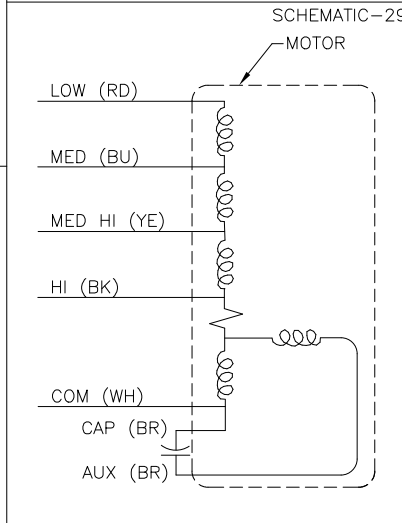 SCHEMATIC-29
MOTOR
LOW (RD)
MED (BU)
MED HI (YE)
HI (BK)
COM (WH)
CAP (BR)
AUX (BR)